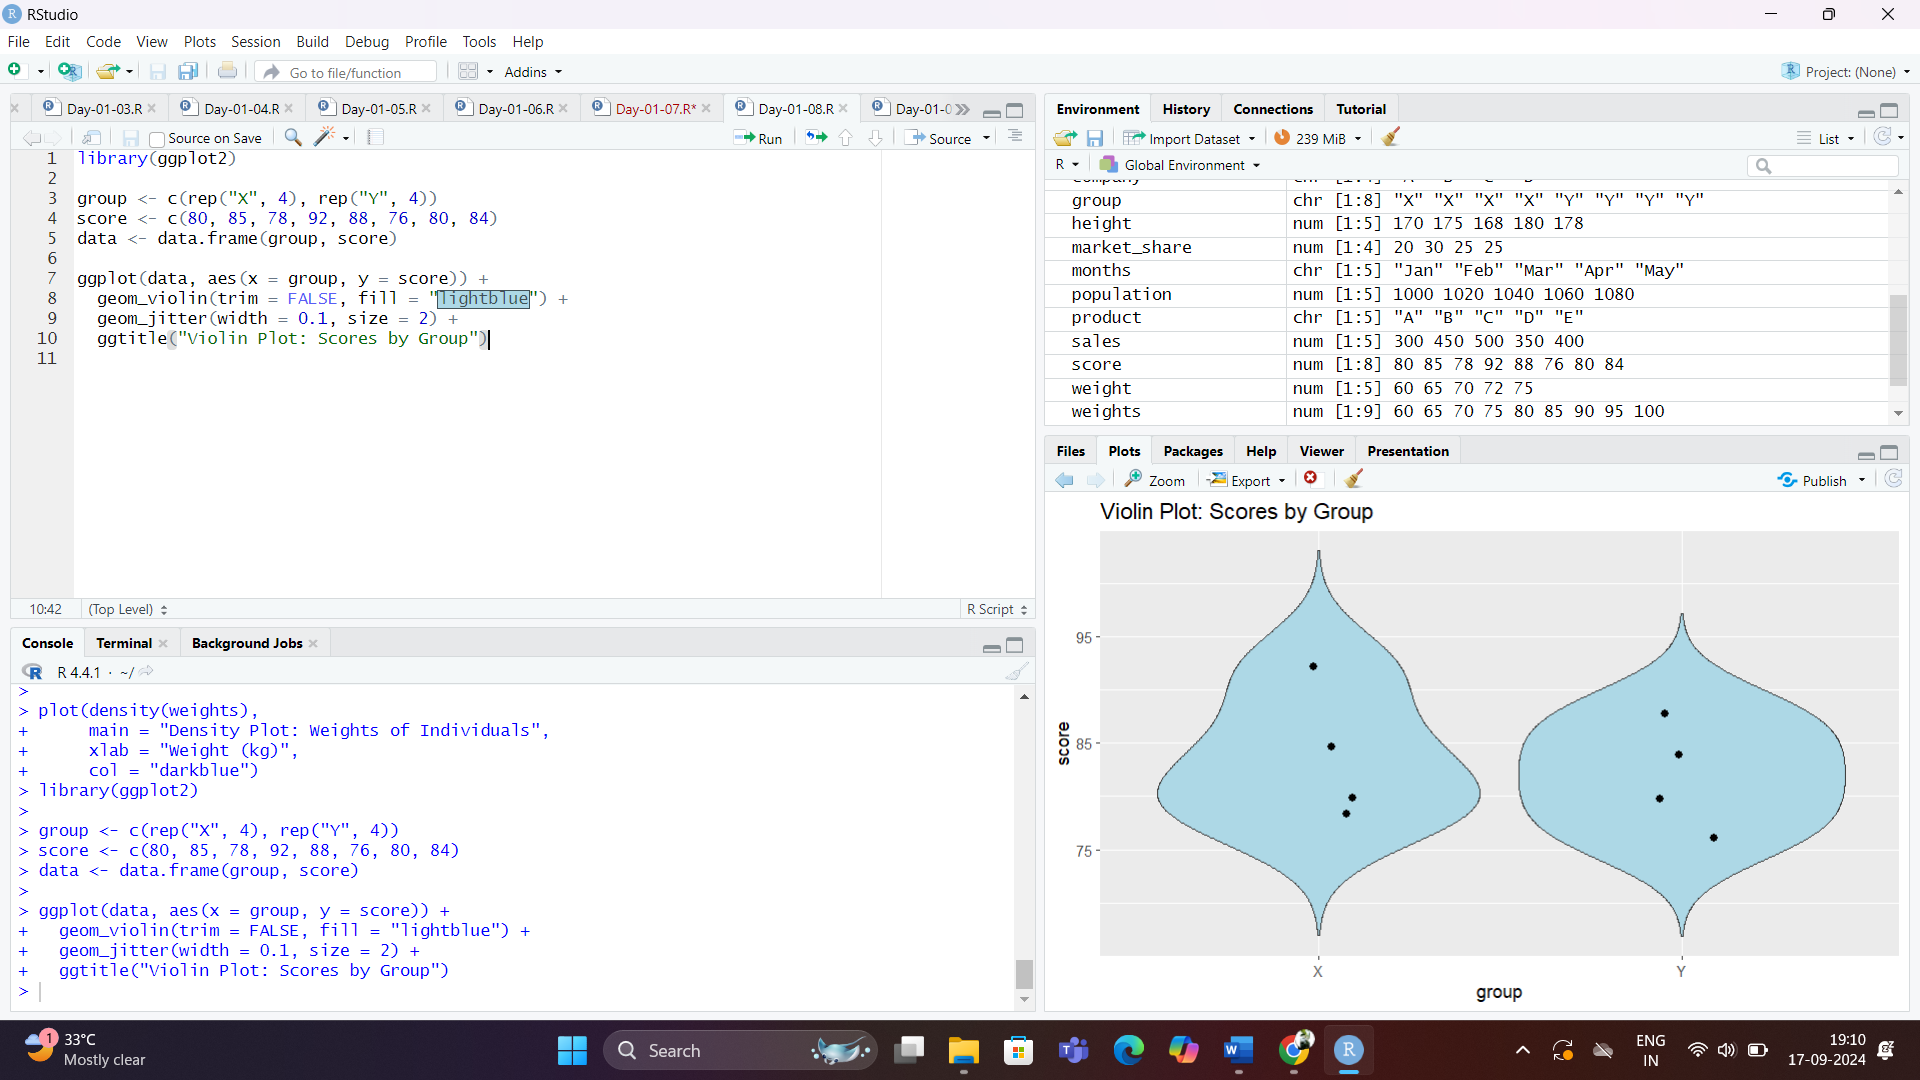 RStudio
File Edit Code View Plots Session Build Debug Profile Tools Help
Go to file/function Addins Project: (None)
Day-01-03.R Day-01-04.R Day-01-05.R Day-01-06.R Day-01-07.R* Day-01-08.R Day-01-0
Source on Save Run Source
1 library(ggplot2)
2
3 group <- c(rep("X", 4), rep("Y", 4))
4 score <- c(80, 85, 78, 92, 88, 76, 80, 84)
5 data <- data.frame(group, score)
6
7 ggplot(data, aes(x = group, y = score)) +
8 geom_violin(trim = FALSE, fill = "lightblue") +
9 geom_jitter(width = 0.1, size = 2) +
10 ggtitle("Violin Plot: Scores by Group")
11
10:42 (Top Level) R Script
Console Terminal Background Jobs
R 4.4.1 · ~/
>
> plot(density(weights),
+ main = "Density Plot: Weights of Individuals",
+ xlab = "Weight (kg)",
+ col = "darkblue")
> library(ggplot2)
>
> group <- c(rep("X", 4), rep("Y", 4))
> score <- c(80, 85, 78, 92, 88, 76, 80, 84)
> data <- data.frame(group, score)
>
> ggplot(data, aes(x = group, y = score)) +
+ geom_violin(trim = FALSE, fill = "lightblue") +
+ geom_jitter(width = 0.1, size = 2) +
+ ggtitle("Violin Plot: Scores by Group")
>
Environment History Connections Tutorial
Import Dataset 239 MiB List
R Global Environment
group chr [1:8] "X" "X" "X" "X" "Y" "Y" "Y" "Y"
height num [1:5] 170 175 168 180 178
market_share num [1:4] 20 30 25 25
months chr [1:5] "Jan" "Feb" "Mar" "Apr" "May"
population num [1:5] 1000 1020 1040 1060 1080
product chr [1:5] "A" "B" "C" "D" "E"
sales num [1:5] 300 450 500 350 400
score num [1:8] 80 85 78 92 88 76 80 84
weight num [1:5] 60 65 70 72 75
weights num [1:9] 60 65 70 75 80 85 90 95 100
Files Plots Packages Help Viewer Presentation
Zoom Export Publish
Violin Plot: Scores by Group
95
85
75
score
X Y
group
1 33°C
Mostly clear
Search
ENG
IN
19:10
17-09-2024